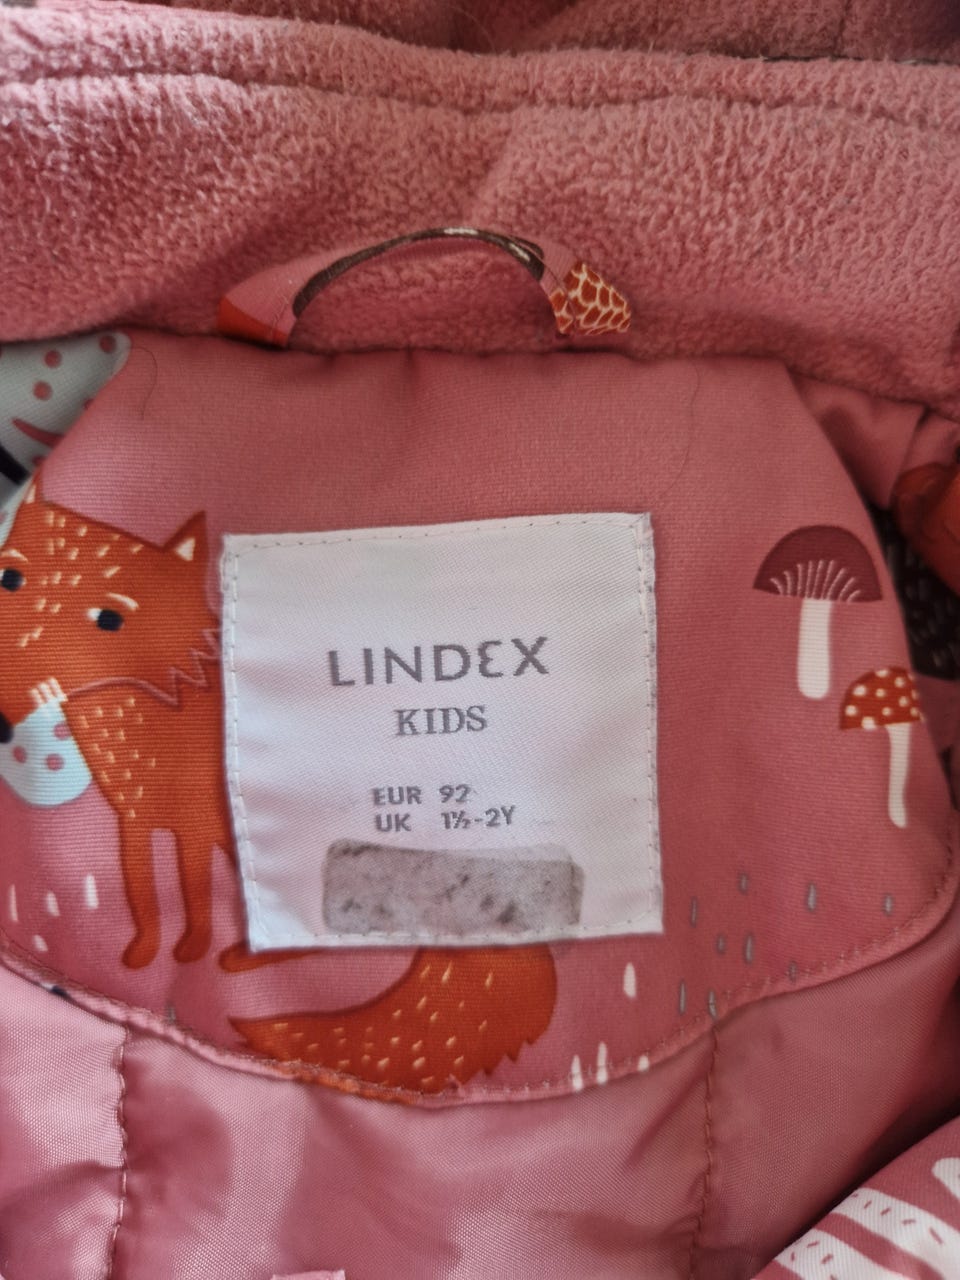 LINDEX
KIDS
EUR 92
UK 1½-2Y